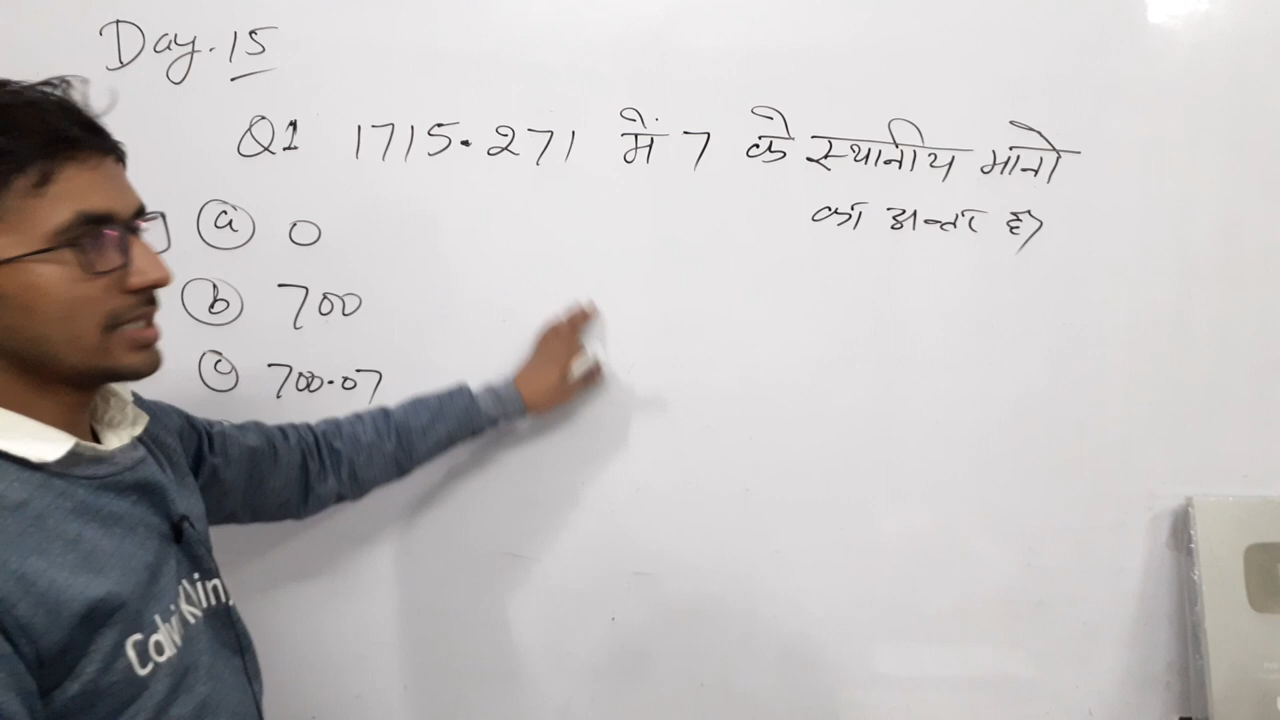 Day. 15
Q1 1715.271 में 7 के स्थानीय मानो
का अन्तर है
a 0
b 700
c 700.07